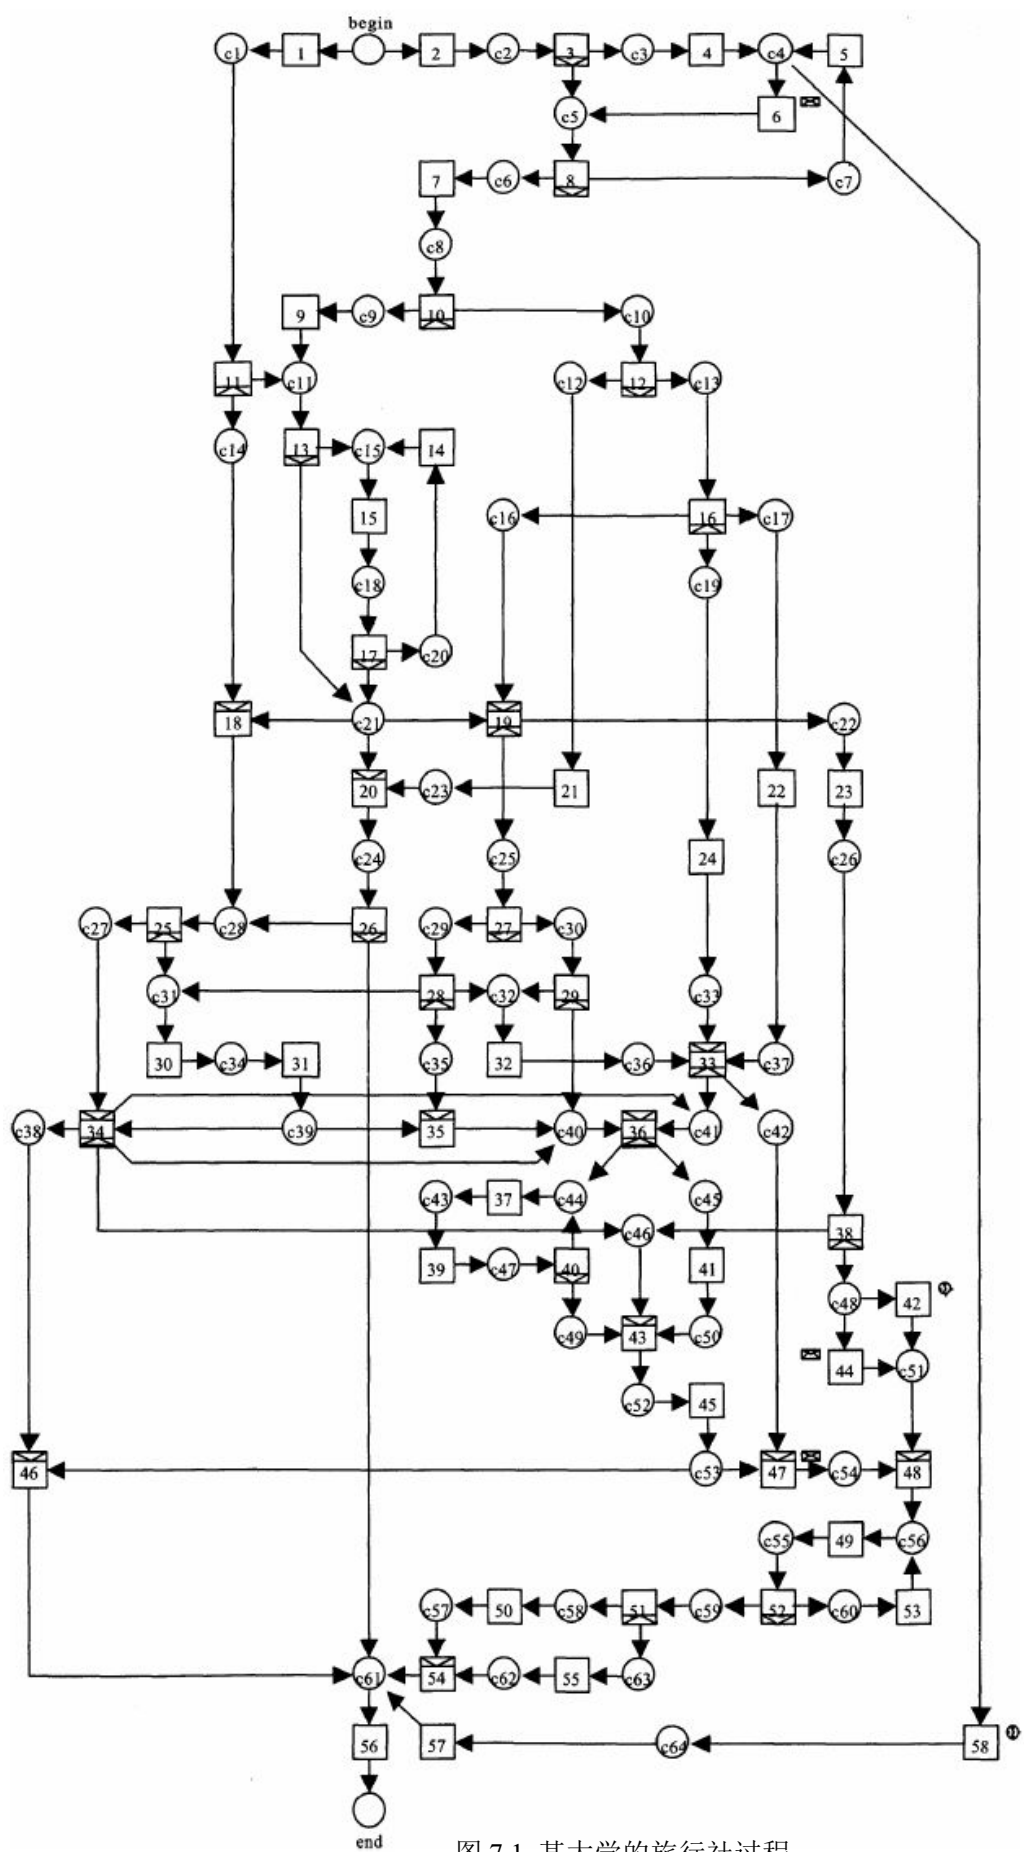 begin
c1 1 2 c2 3 c3 4 c4 5
c5 6
7 c6 8 c7
c8
9 c9 10 c10
11 c11 c12 12 c13
c14 13 c15 14
15 c16 16 c17
c18 c19
17 c20
18 c21 19 c22
20 c23 21 22 23
c24 c25 24 c26
c27 25 c28 26 c29 27 c30
c31 28 c32 29 c33
30 c34 31 c35 32 c36 33 c37
c38 34 c39 35 c40 36 c41 c42
c43 37 c44 c45
c46 38
39 c47 40 41
c48 42
c49 43 c50
44 c51
c52 45
46 c53 47 c54 48
c55 49 c56
c57 50 c58 51 c59 52 c60 53
c61 54 c62 55 c63
56 57 c64 58
end
图 7.1 某大学的旅行社过程